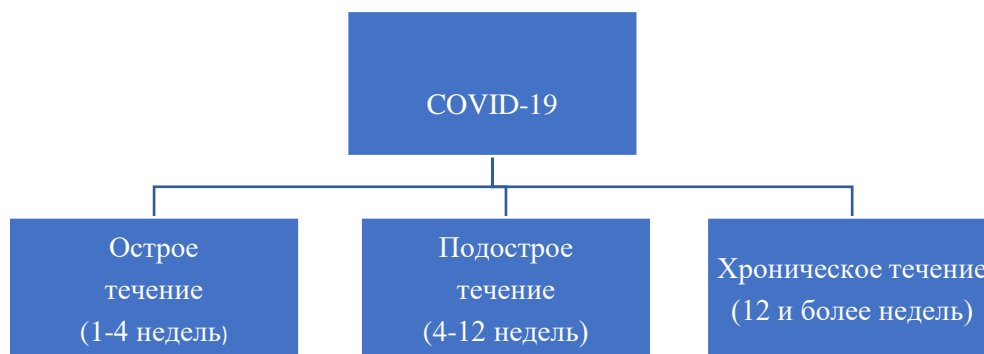 COVID-19
Острое
течение
(1-4 недель)
Подострое
течение
(4-12 недель)
Хроническое течение
(12 и более недель)